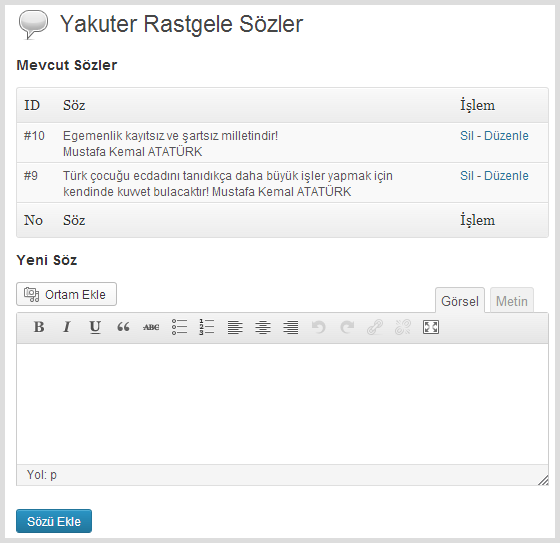 Yakuter Rastgele Sözler
Mevcut Sözler
ID Söz İşlem
#10 Egemenlik kayıtsız ve şartsız milletindir! Sil - Düzenle
Mustafa Kemal ATATÜRK
#9 Türk çocuğu ecdadını tanıdıkça daha büyük işler yapmak için Sil - Düzenle
kendinde kuvvet bulacaktır! Mustafa Kemal ATATÜRK
No Söz İşlem
Yeni Söz
Ortam Ekle Görsel Metin
B I U “ ABC
Yol: p
Sözü Ekle